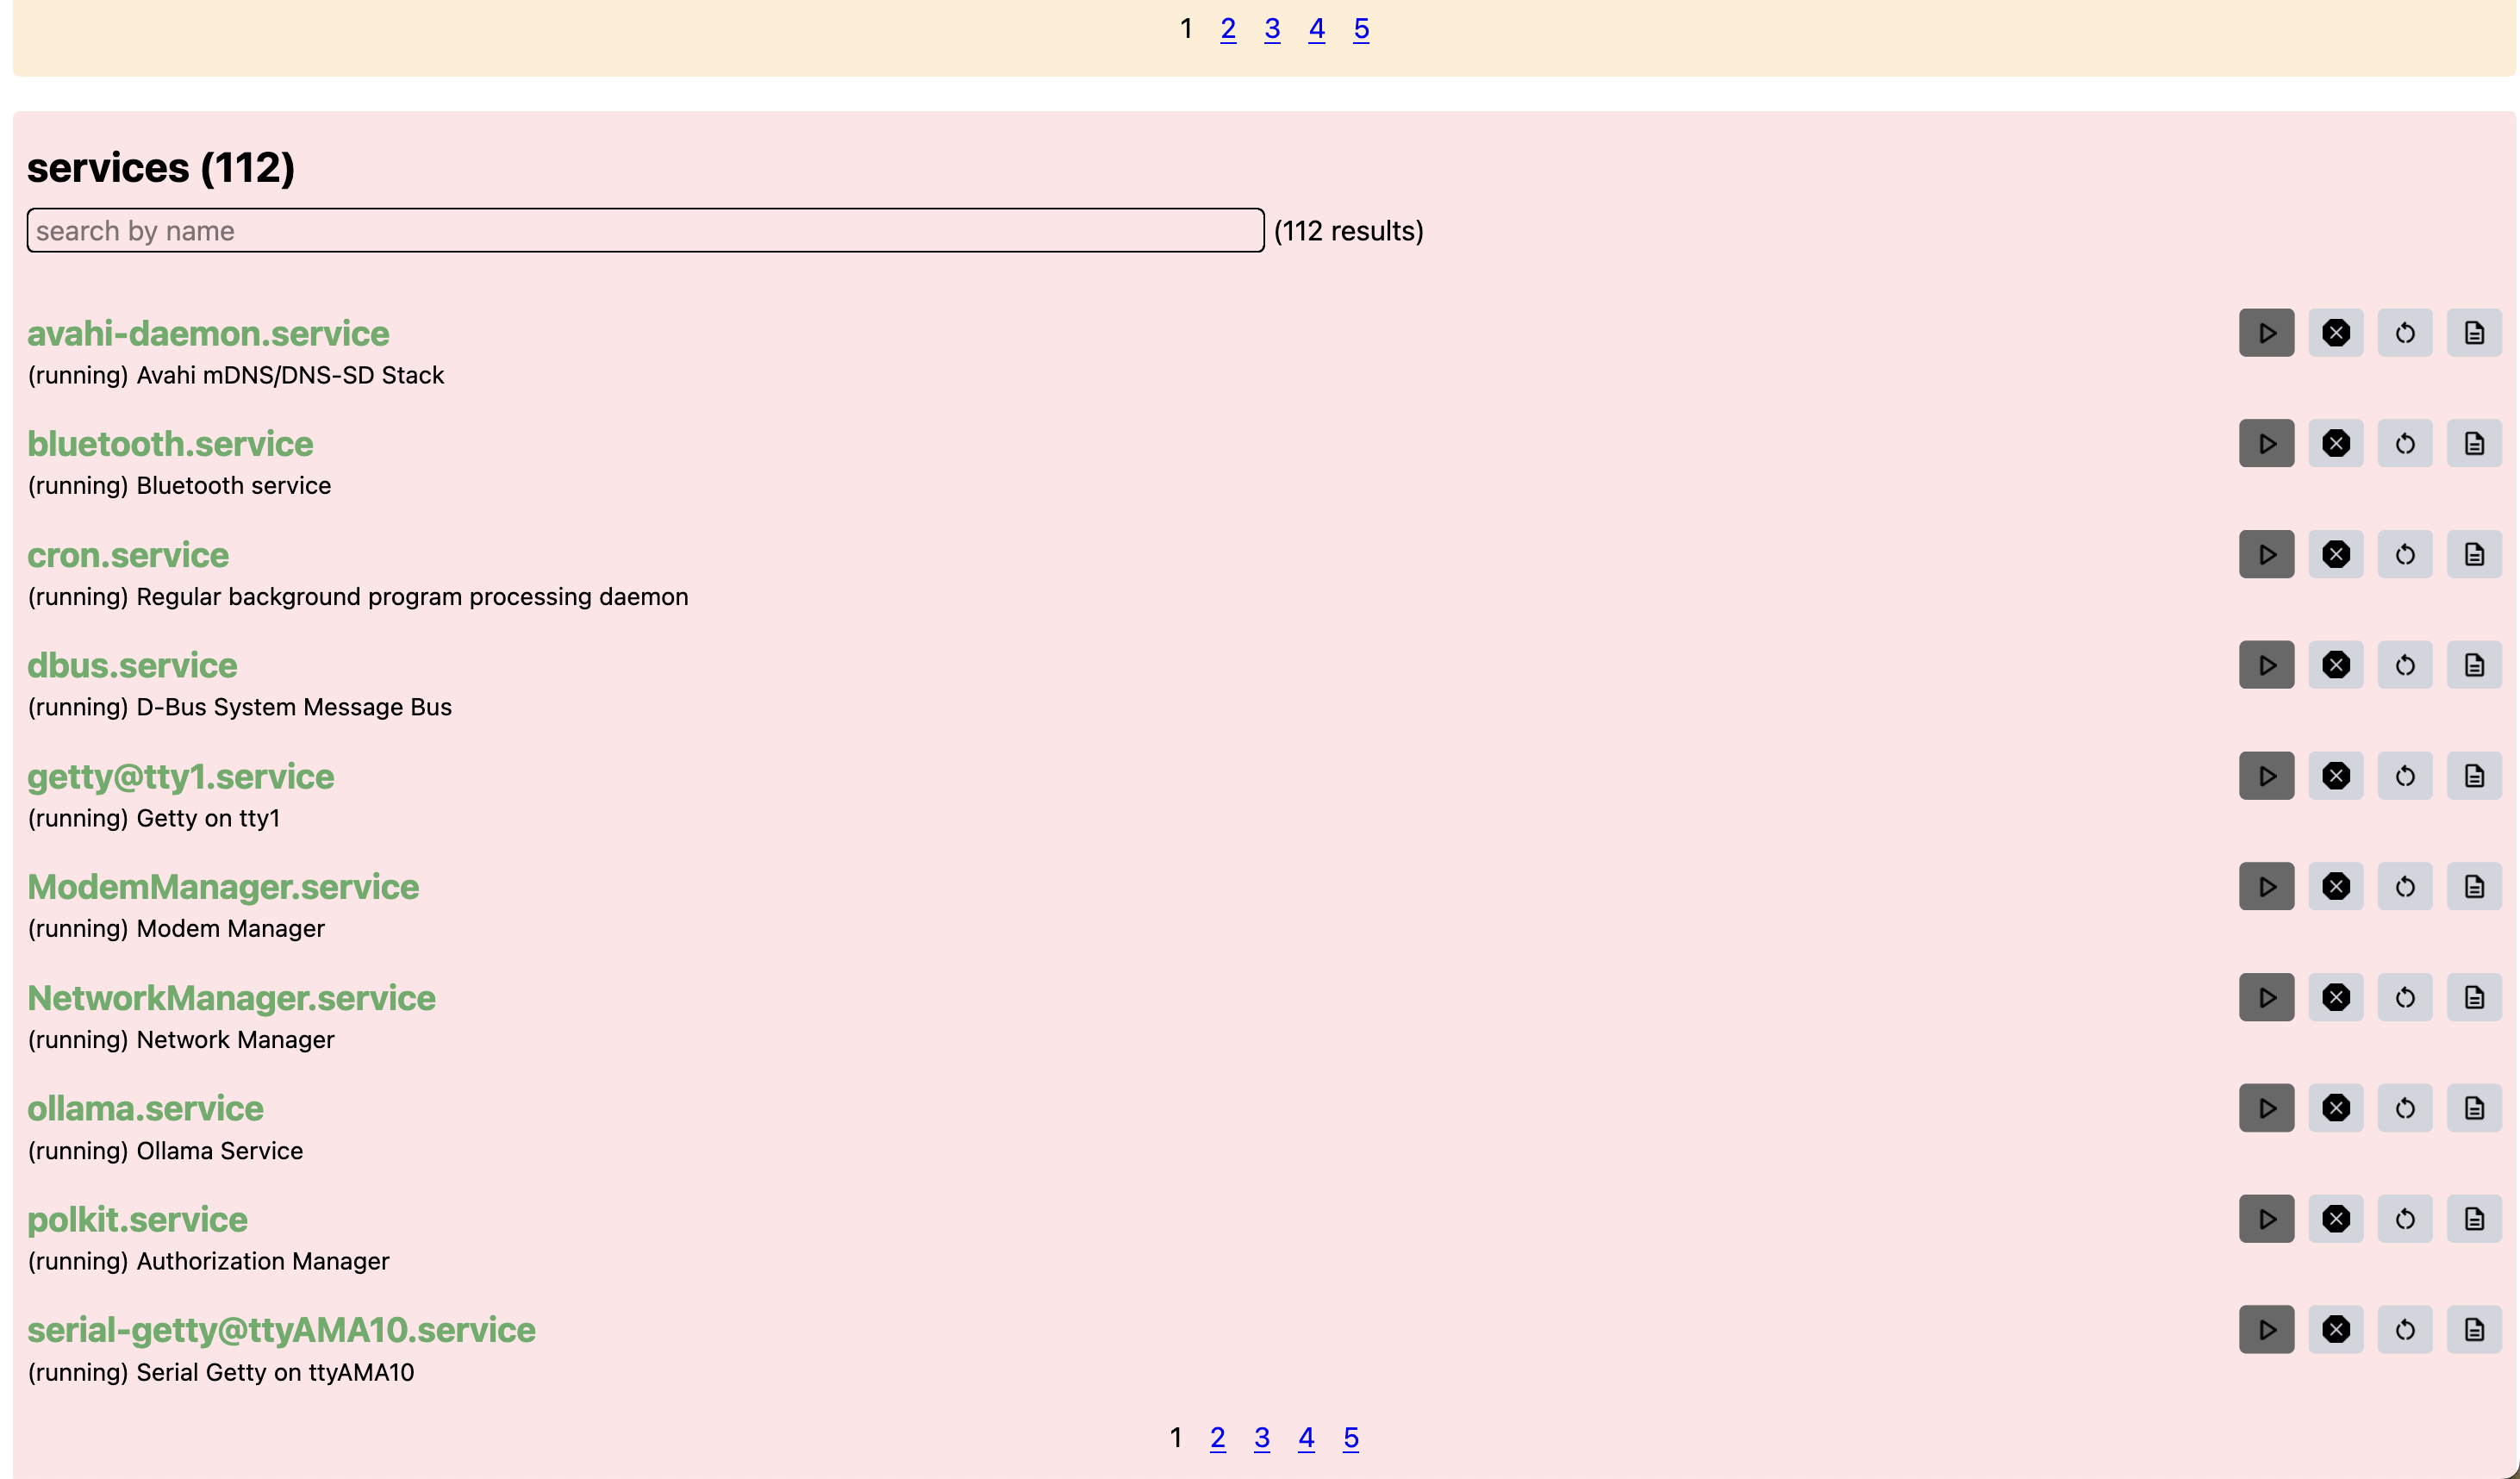 1 2 3 4 5
services (112)
search by name (112 results)
avahi-daemon.service
(running) Avahi mDNS/DNS-SD Stack
bluetooth.service
(running) Bluetooth service
cron.service
(running) Regular background program processing daemon
dbus.service
(running) D-Bus System Message Bus
getty@tty1.service
(running) Getty on tty1
ModemManager.service
(running) Modem Manager
NetworkManager.service
(running) Network Manager
ollama.service
(running) Ollama Service
polkit.service
(running) Authorization Manager
serial-getty@ttyAMA10.service
(running) Serial Getty on ttyAMA10
1 2 3 4 5